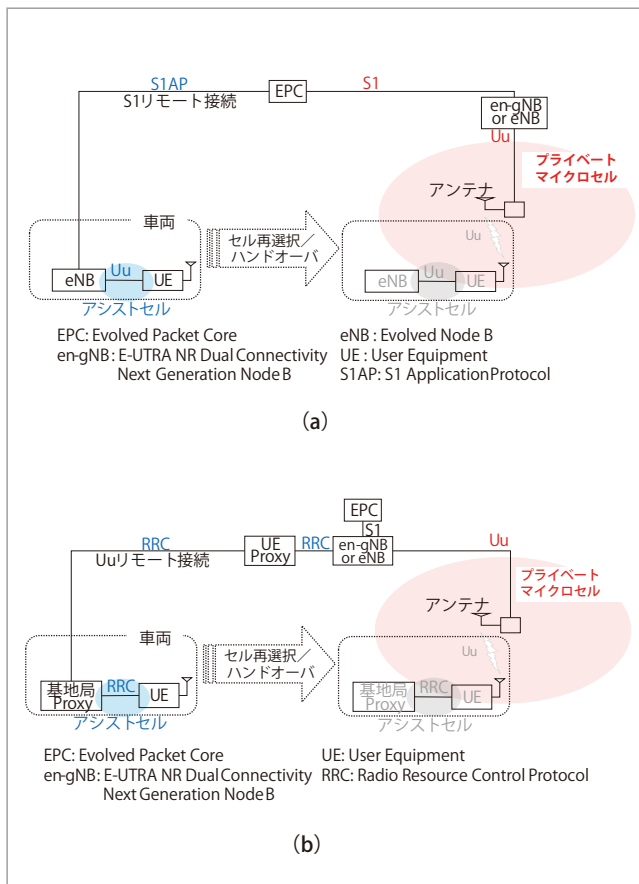 S1AP
S1リモート接続
EPC
S1
en-gNB
or eNB
Uu
プライベート
マイクロセル
アンテナ
車両
セル再選択／
ハンドオーバ
Uu
eNB
Uu
UE
アシストセル
eNB
Uu
UE
アシストセル
EPC: Evolved Packet Core
en-gNB: E-UTRA NR Dual Connectivity
Next Generation Node B
eNB : Evolved Node B
UE : User Equipment
S1AP: S1 Application Protocol
(a)
EPC
S1
RRC
Uuリモート接続
UE
Proxy
RRC
en-gNB
or eNB
Uu
プライベート
マイクロセル
アンテナ
車両
セル再選択／
ハンドオーバ
Uu
基地局
Proxy
RRC
UE
アシストセル
基地局
Proxy
RRC
UE
アシストセル
EPC: Evolved Packet Core
en-gNB: E-UTRA NR Dual Connectivity
Next Generation Node B
UE: User Equipment
RRC: Radio Resource Control Protocol
(b)